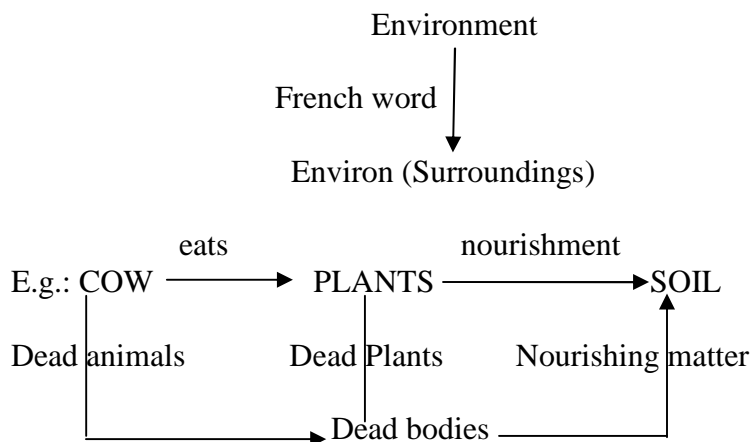 Environment
French word
Environ (Surroundings)
eats nourishment
E.g.: COW PLANTS SOIL
Dead animals Dead Plants Nourishing matter
Dead bodies